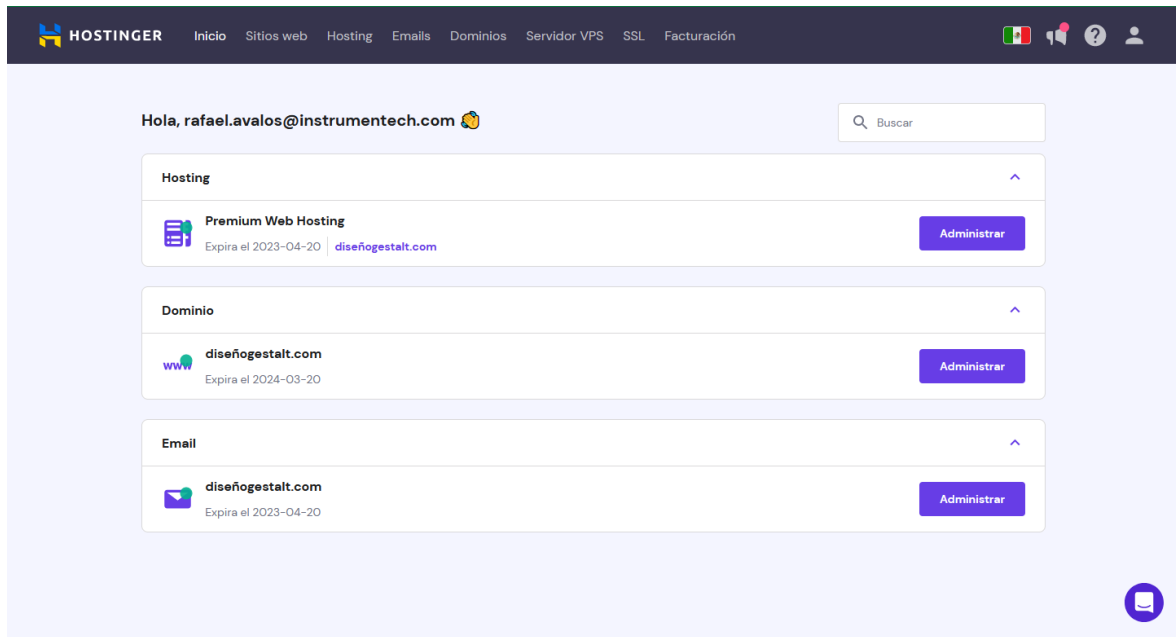 HOSTINGER Inicio Sitios web Hosting Emails Dominios Servidor VPS SSL Facturación
Hola, rafael.avalos@instrumentech.com
Buscar
Hosting
Premium Web Hosting
Expira el 2023-04-20 diseñogestalt.com
Administrar
Dominio
www
diseñogestalt.com
Expira el 2024-03-20
Administrar
Email
diseñogestalt.com
Expira el 2023-04-20
Administrar